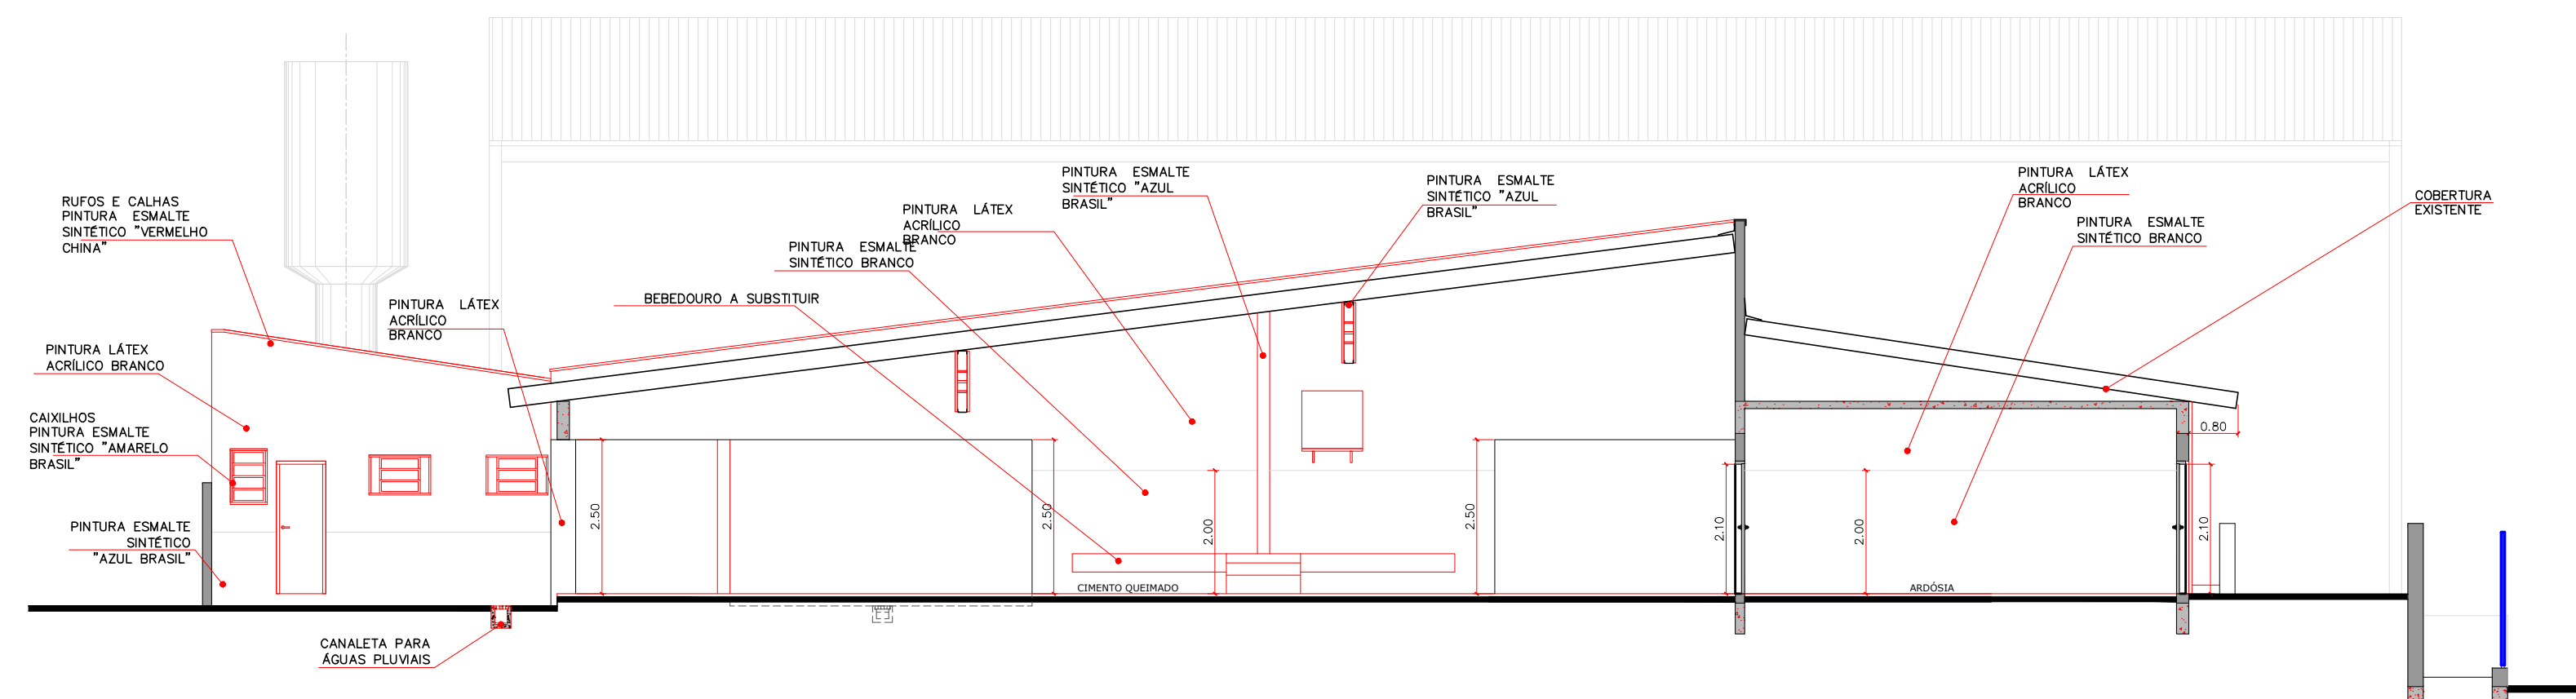 RUFOS E CALHAS
PINTURA ESMALTE
SINTÉTICO "VERMELHO
CHINA"
PINTURA LÁTEX
ACRÍLICO BRANCO
CAIXILHOS
PINTURA ESMALTE
SINTÉTICO "AMARELO
BRASIL"
PINTURA ESMALTE
SINTÉTICO
"AZUL BRASIL"
CANALETA PARA
ÁGUAS PLUVIAIS
PINTURA LÁTEX
ACRÍLICO
BRANCO
BEBEDOURO A SUBSTITUIR
PINTURA ESMALTE
SINTÉTICO BRANCO
PINTURA LÁTEX
ACRÍLICO
BRANCO
PINTURA ESMALTE
SINTÉTICO "AZUL
BRASIL"
PINTURA ESMALTE
SINTÉTICO "AZUL
BRASIL"
PINTURA LÁTEX
ACRÍLICO
BRANCO
PINTURA ESMALTE
SINTÉTICO BRANCO
COBERTURA
EXISTENTE
0.80
2.50
2.50
2.00
2.50
2.10
2.00
2.10
CIMENTO QUEIMADO
ARDÓSIA